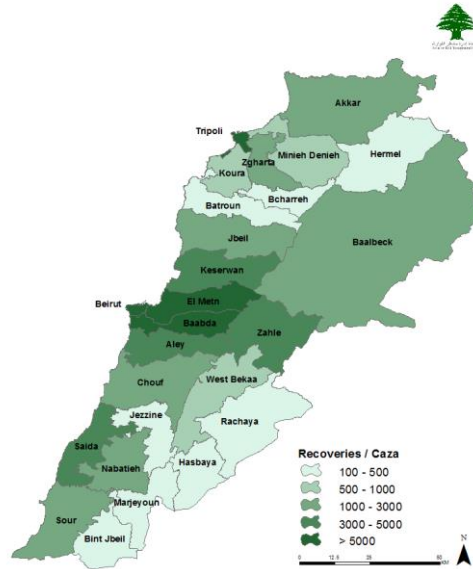 Akkar
Tripoli
Hermel
Minieh Denieh
Zgharta
Koura
Bcharreh
Batroun
Jbeil
Baalbeck
Keserwan
El Metn
Beirut
Baabda
Zahle
Aley
West Bekaa
Chouf
Jezzine
Rachaya
Saida
Hasbaya
Nabatieh
Marjeyoun
Sour
Bint Jbeil
Recoveries / Caza
100 - 500
500 - 1000
1000 - 3000
3000 - 5000
> 5000
N